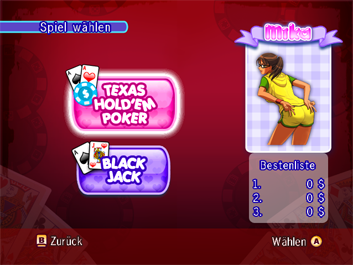 Spiel wählen
Mika
TEXAS
HOLD'EM
POKER
BLACK
JACK
Bestenliste
1. 0 $
2. 0 $
3. 0 $
B Zurück
Wählen A